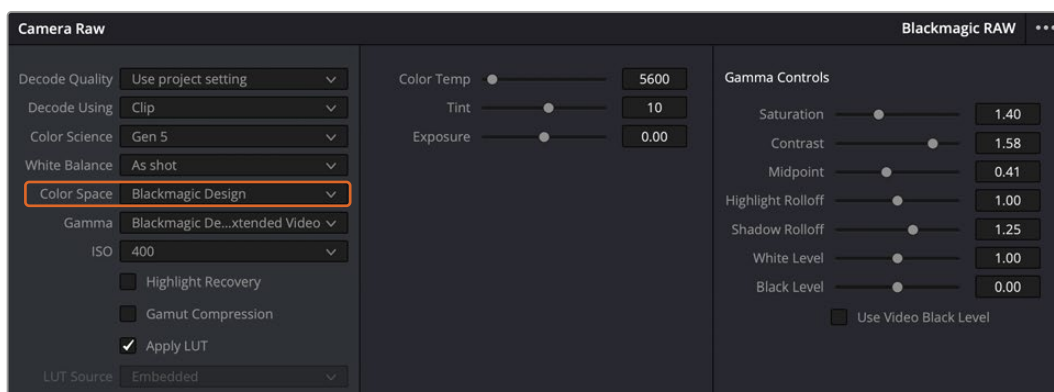 Camera Raw
Blackmagic RAW
Decode Quality Use project setting
Decode Using Clip
Color Science Gen 5
White Balance As shot
Color Space Blackmagic Design
Gamma Blackmagic De...xtended Video
ISO 400
Highlight Recovery
Gamut Compression
Apply LUT
LUT Source Embedded
Color Temp 5600
Tint 10
Exposure 0.00
Gamma Controls
Saturation 1.40
Contrast 1.58
Midpoint 0.41
Highlight Rolloff 1.00
Shadow Rolloff 1.25
White Level 1.00
Black Level 0.00
Use Video Black Level